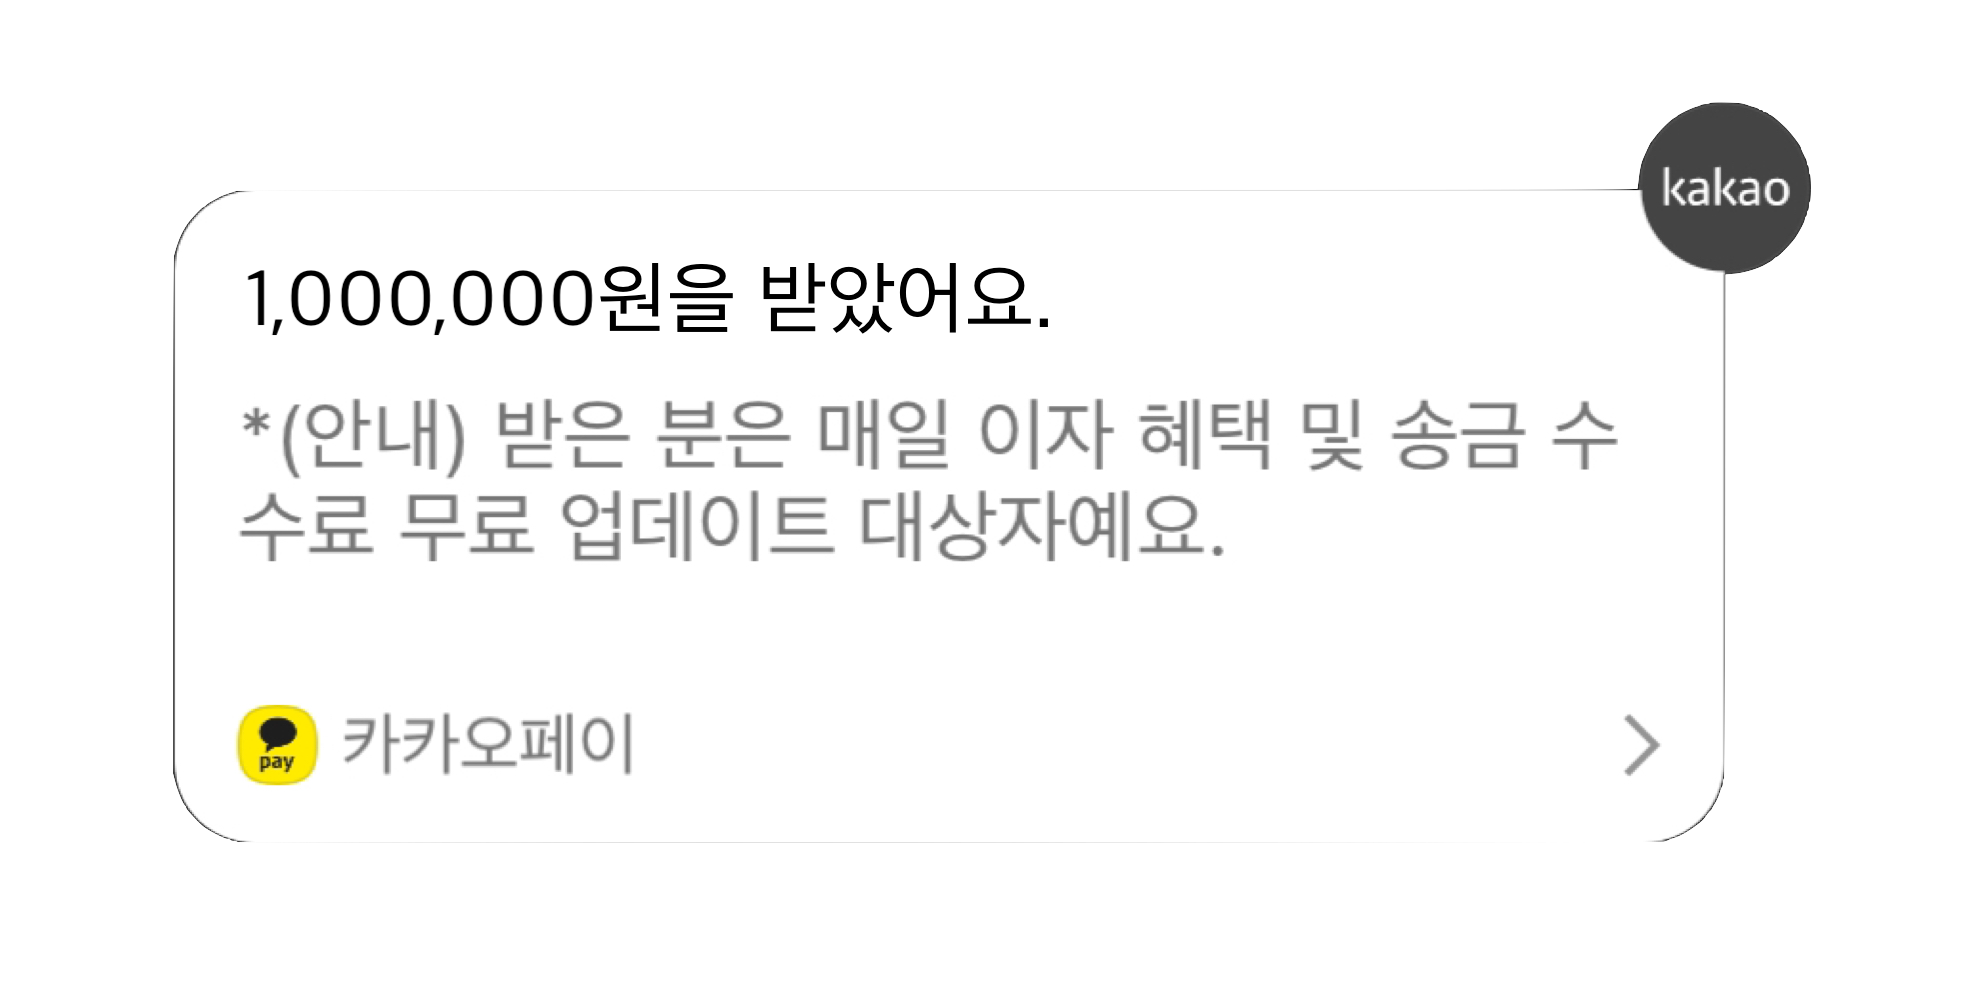 kakao
1,000,000원을 받았어요.
*(안내) 받은 분은 매일 이자 혜택 및 송금 수
수료 무료 업데이트 대상자예요.
pay 카카오페이